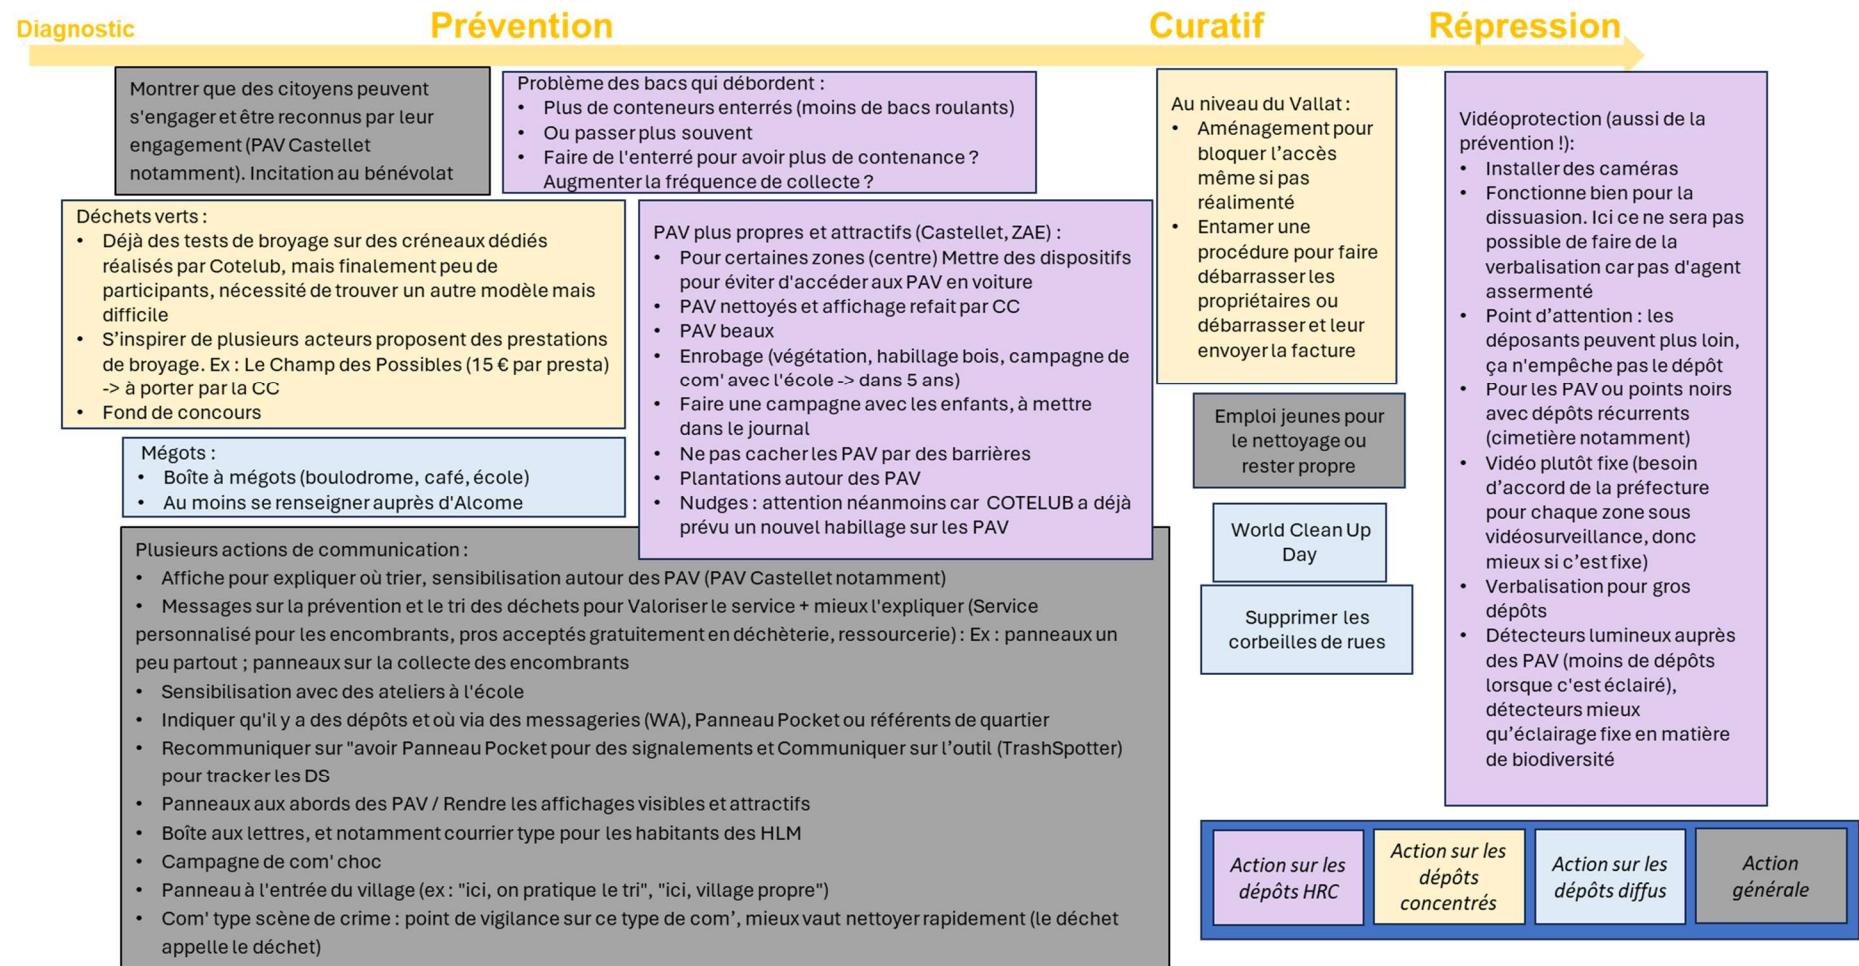 Diagnostic
Prévention
Curatif
Répression
Montrer que des citoyens peuvent
s'engager et être reconnus par leur
engagement (PAV Castellet
notamment). Incitation au bénévolat
Problème des bacs qui débordent :
• Plus de conteneurs enterrés (moins de bacs roulants)
• Ou passer plus souvent
• Faire de l'enterré pour avoir plus de contenance ?
Augmenter la fréquence de collecte ?
Déchets verts :
• Déjà des tests de broyage sur des créneaux dédiés
réalisés par Cotelub, mais finalement peu de
participants, nécessité de trouver un autre modèle mais
difficile
• S’inspirer de plusieurs acteurs proposent des prestations
de broyage. Ex : Le Champ des Possibles (15 € par presta)
-> à porter par la CC
• Fond de concours
Mégots :
• Boîte à mégots (boulodrome, café, école)
• Au moins se renseigner auprès d'Alcome
PAV plus propres et attractifs (Castellet, ZAE) :
• Pour certaines zones (centre) Mettre des dispositifs
pour éviter d'accéder aux PAV en voiture
• PAV nettoyés et affichage refait par CC
• PAV beaux
• Enrobage (végétation, habillage bois, campagne de
com' avec l'école -> dans 5 ans)
• Faire une campagne avec les enfants, à mettre
dans le journal
• Ne pas cacher les PAV par des barrières
• Plantations autour des PAV
• Nudges : attention néanmoins car COTELUB a déjà
prévu un nouvel habillage sur les PAV
Plusieurs actions de communication :
• Affiche pour expliquer où trier, sensibilisation autour des PAV (PAV Castellet notamment)
• Messages sur la prévention et le tri des déchets pour Valoriser le service + mieux l'expliquer (Service
personnalisé pour les encombrants, pros acceptés gratuitement en déchèterie, ressourcerie) : Ex : panneaux un
peu partout ; panneaux sur la collecte des encombrants
• Sensibilisation avec des ateliers à l'école
• Indiquer qu'il y a des dépôts et où via des messageries (WA), Panneau Pocket ou référents de quartier
• Recommuniquer sur "avoir Panneau Pocket pour des signalements et Communiquer sur l’outil (TrashSpotter)
pour tracker les DS
• Panneaux aux abords des PAV / Rendre les affichages visibles et attractifs
• Boîte aux lettres, et notamment courrier type pour les habitants des HLM
• Campagne de com' choc
• Panneau à l'entrée du village (ex : "ici, on pratique le tri", "ici, village propre")
• Com' type scène de crime : point de vigilance sur ce type de com’, mieux vaut nettoyer rapidement (le déchet
appelle le déchet)
Au niveau du Vallat :
• Aménagement pour
bloquer l’accès
même si pas
réalimenté
• Entamer une
procédure pour faire
débarrasser les
propriétaires ou
débarrasser et leur
envoyer la facture
Emploi jeunes pour
le nettoyage ou
rester propre
World Clean Up
Day
Supprimer les
corbeilles de rues
Vidéoprotection (aussi de la
prévention !):
• Installer des caméras
• Fonctionne bien pour la
dissuasion. Ici ce ne sera pas
possible de faire de la
verbalisation car pas d'agent
assermenté
• Point d’attention : les
déposants peuvent plus loin,
ça n'empêche pas le dépôt
• Pour les PAV ou points noirs
avec dépôts récurrents
(cimetière notamment)
• Vidéo plutôt fixe (besoin
d’accord de la préfecture
pour chaque zone sous
vidéosurveillance, donc
mieux si c’est fixe)
• Verbalisation pour gros
dépôts
• Détecteurs lumineux auprès
des PAV (moins de dépôts
lorsque c'est éclairé),
détecteurs mieux
qu’éclairage fixe en matière
de biodiversité
Action sur les
dépôts HRC
Action sur les
dépôts
concentrés
Action sur les
dépôts diffus
Action
générale